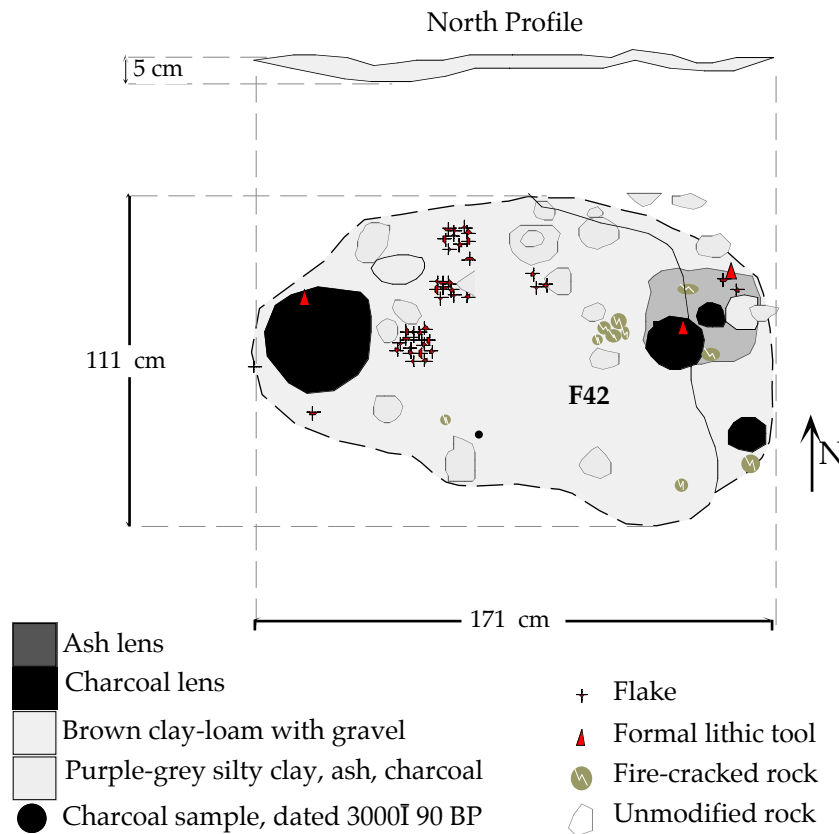 North Profile
5 cm
111 cm
F42
N
171 cm
Ash lens
Charcoal lens
Brown clay-loam with gravel
Purple-grey silty clay, ash, charcoal
Charcoal sample, dated 3000Ī 90 BP
Flake
Formal lithic tool
Fire-cracked rock
Unmodified rock